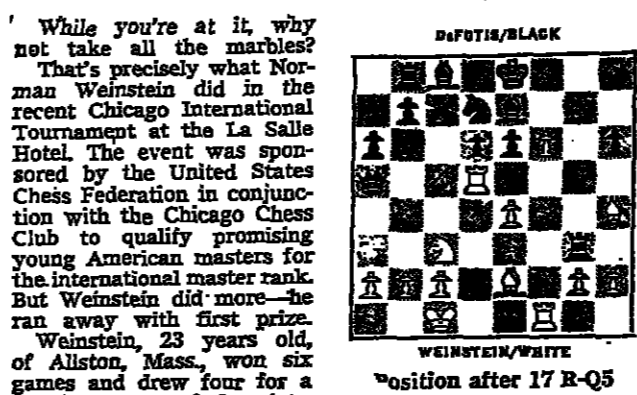 While you're at it, why
not take all the marbles?
That's precisely what Nor-
man Weinstein did in the
recent Chicago International
Tournament at the La Salle
Hotel. The event was spon-
sored by the United States
Chess Federation in conjunc-
tion with the Chicago Chess
Club to qualify promising
young American masters for
the international master rank.
But Weinstein did more—he
ran away with first prize.
Weinstein, 23 years old,
of Allston, Mass., won six
games and drew four for a
DeFOTIS/BLACK
WEINSTEIN/WHITE
Position after 17 R-Q5